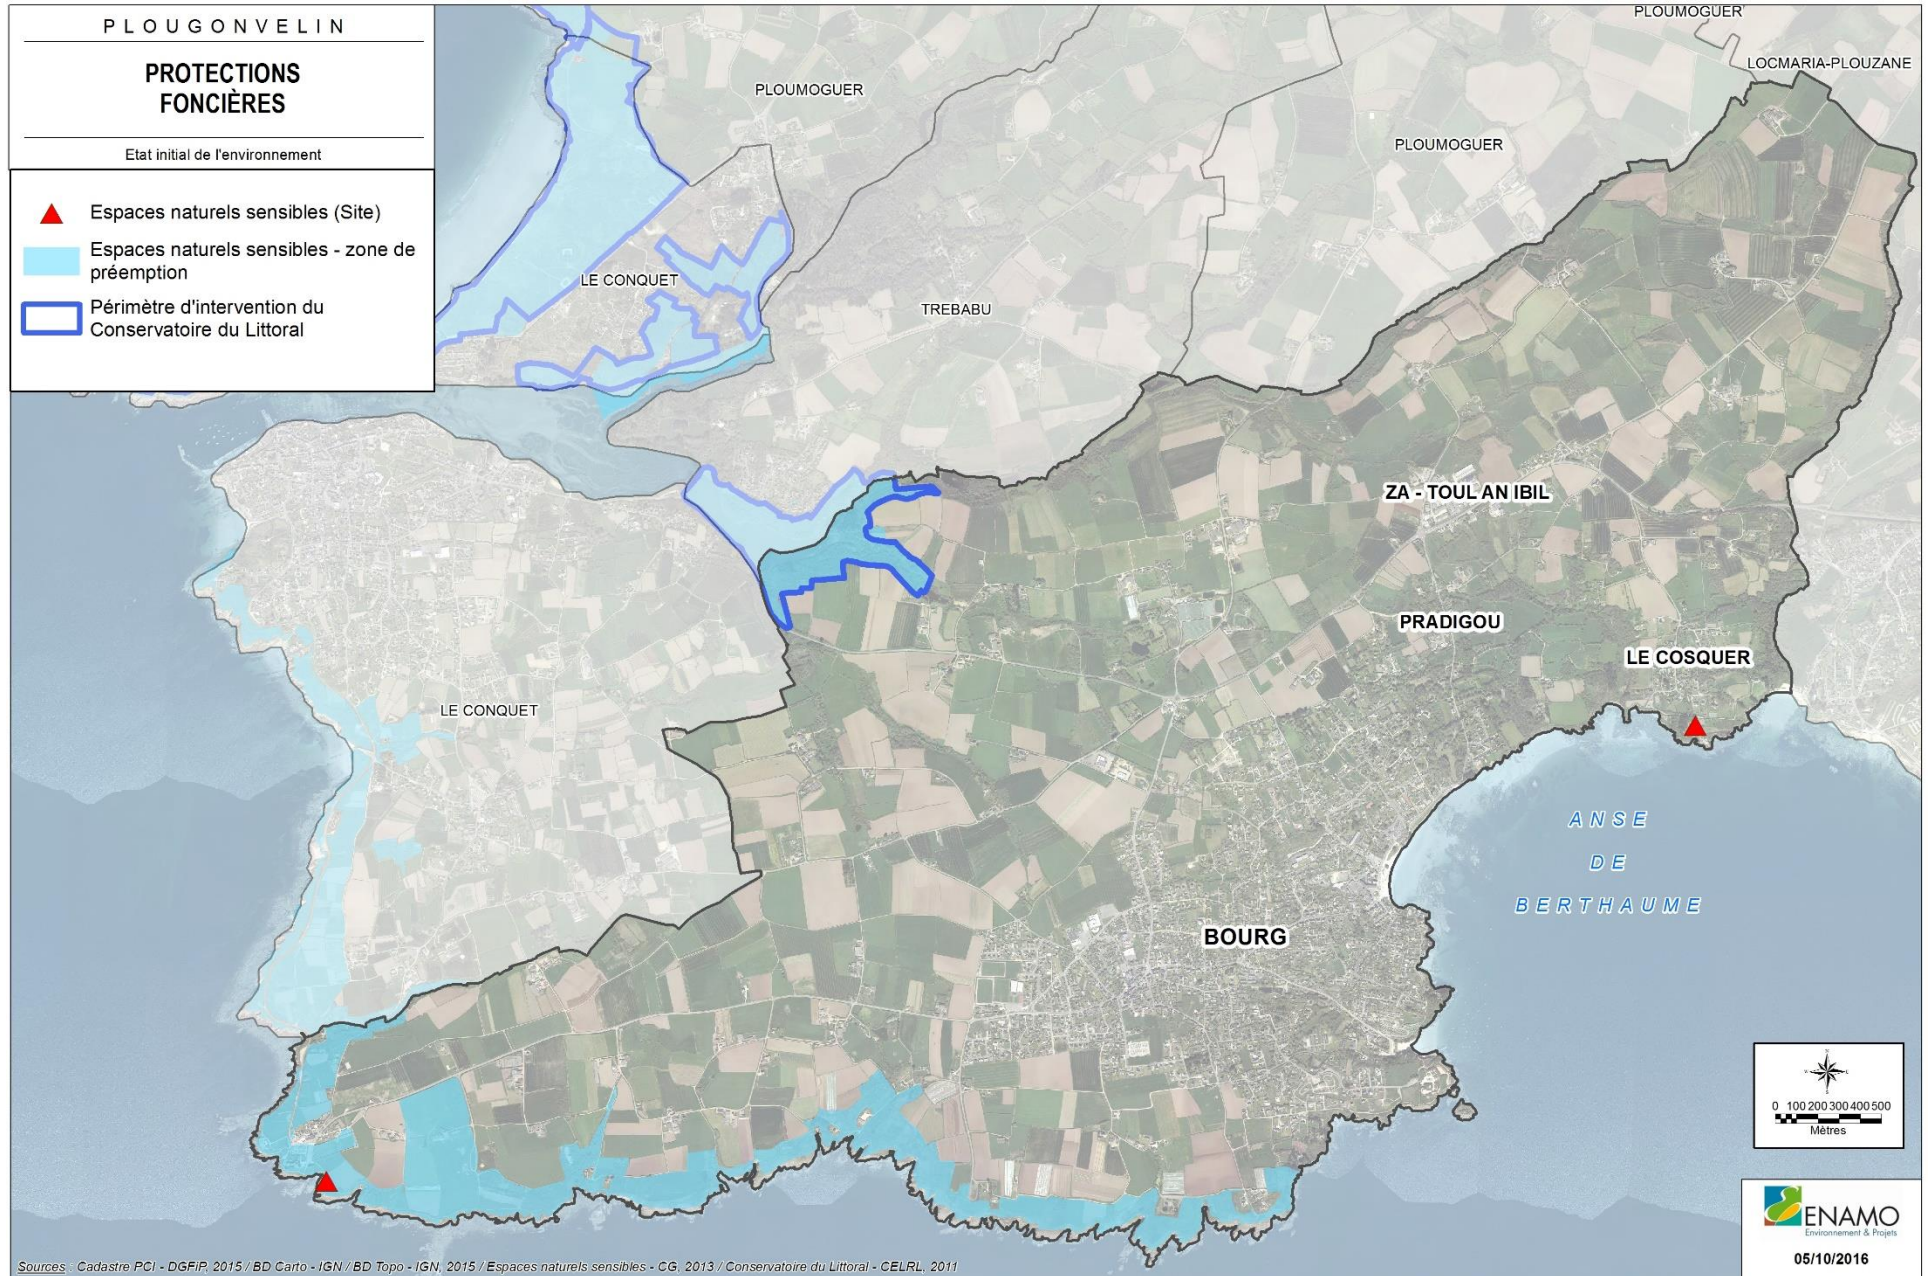 PLOUGONVELIN
PROTECTIONS
FONCIÈRES
Etat initial de l'environnement
Espaces naturels sensibles (Site)
Espaces naturels sensibles - zone de
préemption
Périmètre d'intervention du
Conservatoire du Littoral
PLOUMOGUER
LOCMARIA-PLOUZANE
PLOUMOGUER
PLOUMOGUER
LE CONQUET
TREBABU
ZA - TOUL AN IBIL
PRADIGOU
LE COSQUER
LE CONQUET
ANSE
DE
BERTHAUME
BOURG
0 100 200 300 400 500
Mètres
ENAMO
Environnement & Projets
05/10/2016
Sources : Cadastre PCI - DGFiP, 2015 / BD Carto - IGN / BD Topo - IGN, 2015 / Espaces naturels sensibles - CG, 2013 / Conservatoire du Littoral - CELRL, 2011